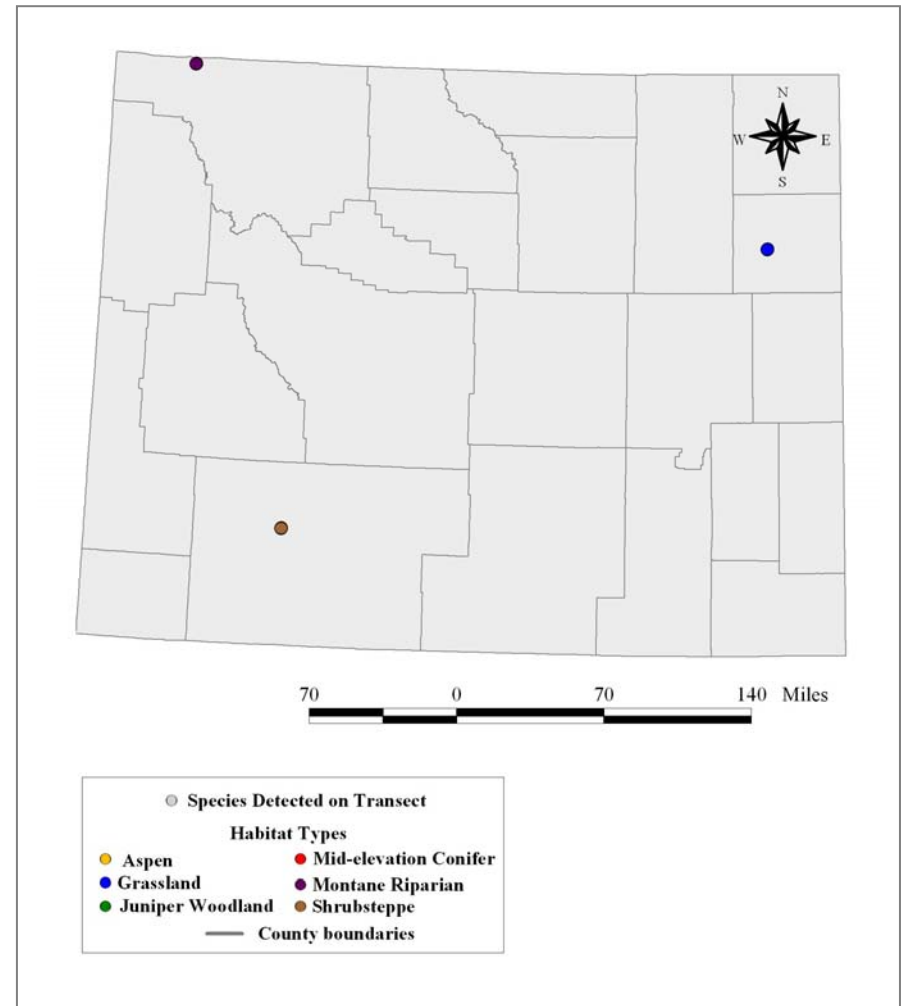 N
W E
S
70 0 70 140 Miles
Species Detected on Transect
Habitat Types
Aspen Mid-elevation Conifer
Grassland Montane Riparian
Juniper Woodland Shrubsteppe
County boundaries